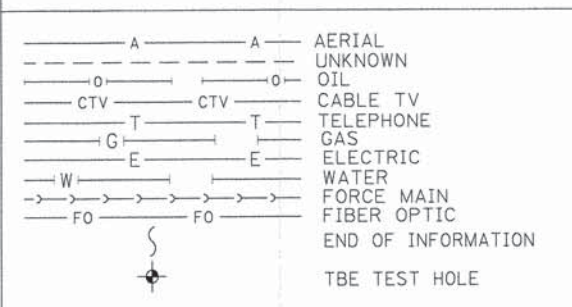 A A AERIAL
UNKNOWN
O O OIL
CTV CTV CABLE TV
T T TELEPHONE
G GAS
E E ELECTRIC
W WATER
FORCE MAIN
FO FO FIBER OPTIC
END OF INFORMATION
TBE TEST HOLE